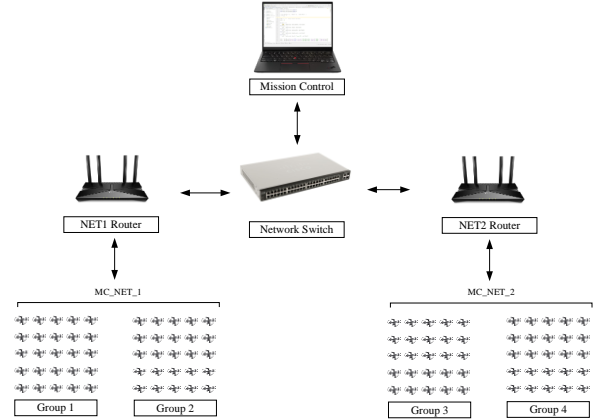 Mission Control
NET1 Router
Network Switch
NET2 Router
MC_NET_1
MC_NET_2
Group 1
Group 2
Group 3
Group 4